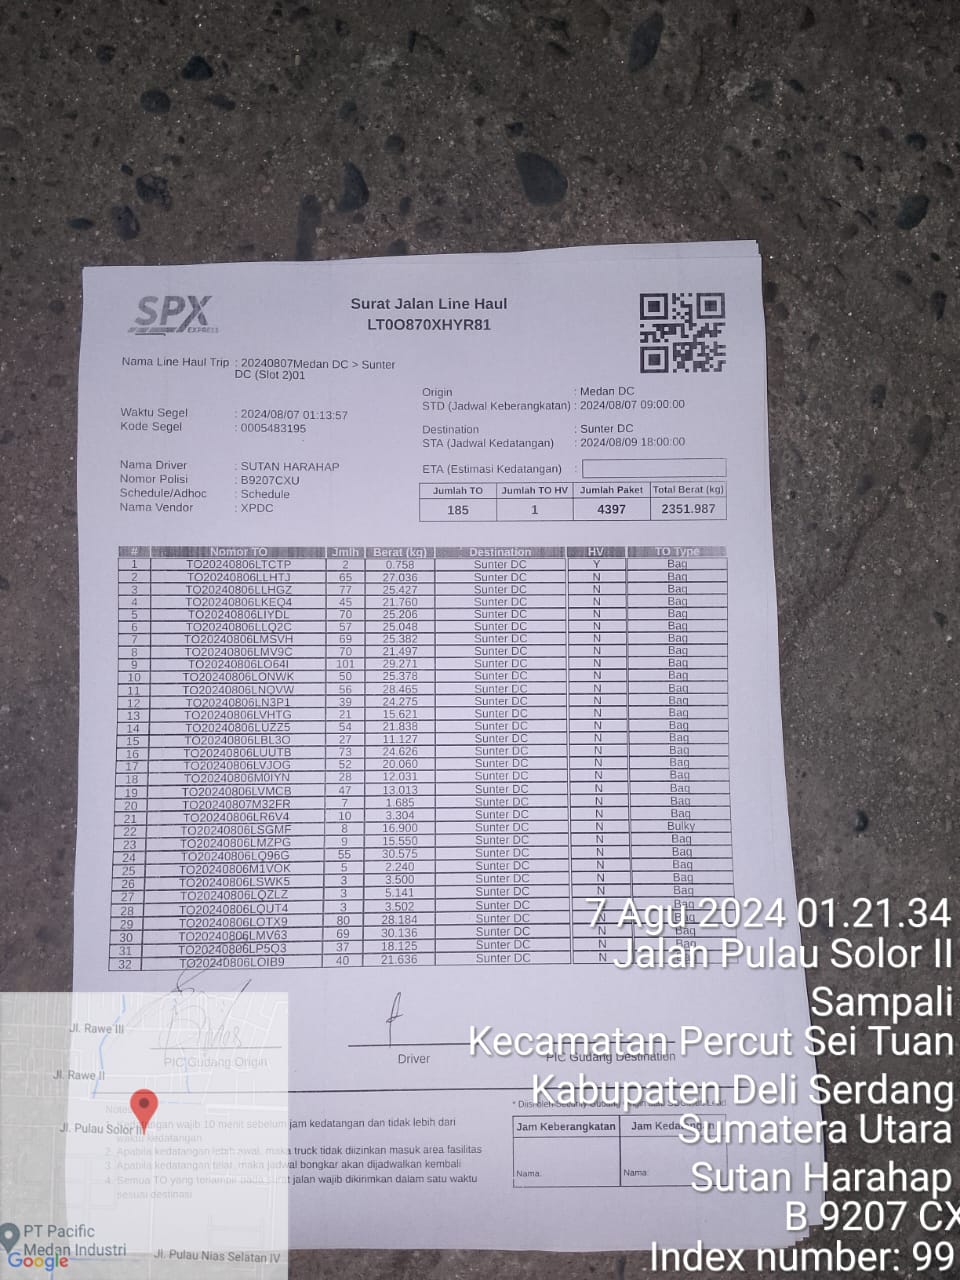 SPX
EXPRESS
Surat Jalan Line Haul
LT0O870XHYR81
Nama Line Haul Trip : 20240807Medan DC > Sunter
DC (Slot 2)01
Origin : Medan DC
STD (Jadwal Keberangkatan) : 2024/08/07 09:00:00
Waktu Segel : 2024/08/07 01:13:57
Kode Segel : 0005483195
Destination : Sunter DC
STA (Jadwal Kedatangan) : 2024/08/09 18:00:00
Nama Driver : SUTAN HARAHAP
Nomor Polisi : B9207CXU
Schedule/Adhoc : Schedule
Nama Vendor : XPDC
ETA (Estimasi Kedatangan) :
Jumlah TO Jumlah TO HV Jumlah Paket Total Berat (kg)
185 1 4397 2351.987
# Nomor TO Jmlh Berat (kg) Destination HV TO Type
1 TO20240806LTCTP 2 0.758 Sunter DC Y Bag
2 TO20240806LLHTJ 65 27.036 Sunter DC N Bag
3 TO20240806LLHGZ 77 25.427 Sunter DC N Bag
4 TO20240806LKEQ4 45 21.760 Sunter DC N Bag
5 TO20240806LIYDL 70 25.206 Sunter DC N Bag
6 TO20240806LLQ2C 57 25.048 Sunter DC N Bag
7 TO20240806LMSVH 69 25.382 Sunter DC N Bag
8 TO20240806LMV9C 70 21.497 Sunter DC N Bag
9 TO20240806LO64I 101 29.271 Sunter DC N Bag
10 TO20240806LONWK 50 25.378 Sunter DC N Bag
11 TO20240806LNQVW 56 28.465 Sunter DC N Bag
12 TO20240806LN3P1 39 24.275 Sunter DC N Bag
13 TO20240806LVHTG 21 15.621 Sunter DC N Bag
14 TO20240806LUZZ5 54 21.838 Sunter DC N Bag
15 TO20240806LBL3O 27 11.127 Sunter DC N Bag
16 TO20240806LUUTB 73 24.626 Sunter DC N Bag
17 TO20240806LVJOG 52 20.060 Sunter DC N Bag
18 TO20240806M0IYN 28 12.031 Sunter DC N Bag
19 TO20240806LVMCB 47 13.013 Sunter DC N Bag
20 TO20240807M32FR 7 1.685 Sunter DC N Bag
21 TO20240806LR6V4 10 3.304 Sunter DC N Bag
22 TO20240806LSGMF 8 16.900 Sunter DC N Bulky
23 TO20240806LMZPG 9 15.550 Sunter DC N Bag
24 TO20240806LQ96G 55 30.575 Sunter DC N Bag
25 TO20240806M1VOK 5 2.240 Sunter DC N Bag
26 TO20240806LSWK5 3 3.500 Sunter DC N Bag
27 TO20240806LQZLZ 3 5.141 Sunter DC N Bag
28 TO20240806LQUT4 3 3.502 Sunter DC N Bag
29 TO20240806LOTX9 80 28.184 Sunter DC N Bag
30 TO20240806LMV63 69 30.136 Sunter DC N Bag
31 TO20240806LP5O3 37 18.125 Sunter DC N Bag
32 TO20240806LOIB9 40 21.636 Sunter DC N
PIC Gudang Origin Driver PIC Gudang Destination
Notes
jam kedatangan dan tidak lebih dari
waktu kedatangan
2. Apabila kedatangan lebih awal, maka truck tidak diizinkan masuk area fasilitas
3. Apabila kedatangan telat, maka jadwal bongkar akan dijadwalkan kembali
4. Semua TO yang tertampil pada surat jalan wajib dikirimkan dalam satu waktu
sesuai destinasi
Jam Keberangkatan Jam Kedatangan
Nama: Nama:
7 Agu 2024 01.21.34
Jalan Pulau Solor II
Sampali
Kecamatan Percut Sei Tuan
Kabupaten Deli Serdang
Sumatera Utara
Sutan Harahap
B 9207 CX
Index number: 99
Jl. Rawe III
Jl. Rawe II
Jl. Pulau Solor II
PT Pacific
Medan Industri
Jl. Pulau Nias Selatan IV
Google